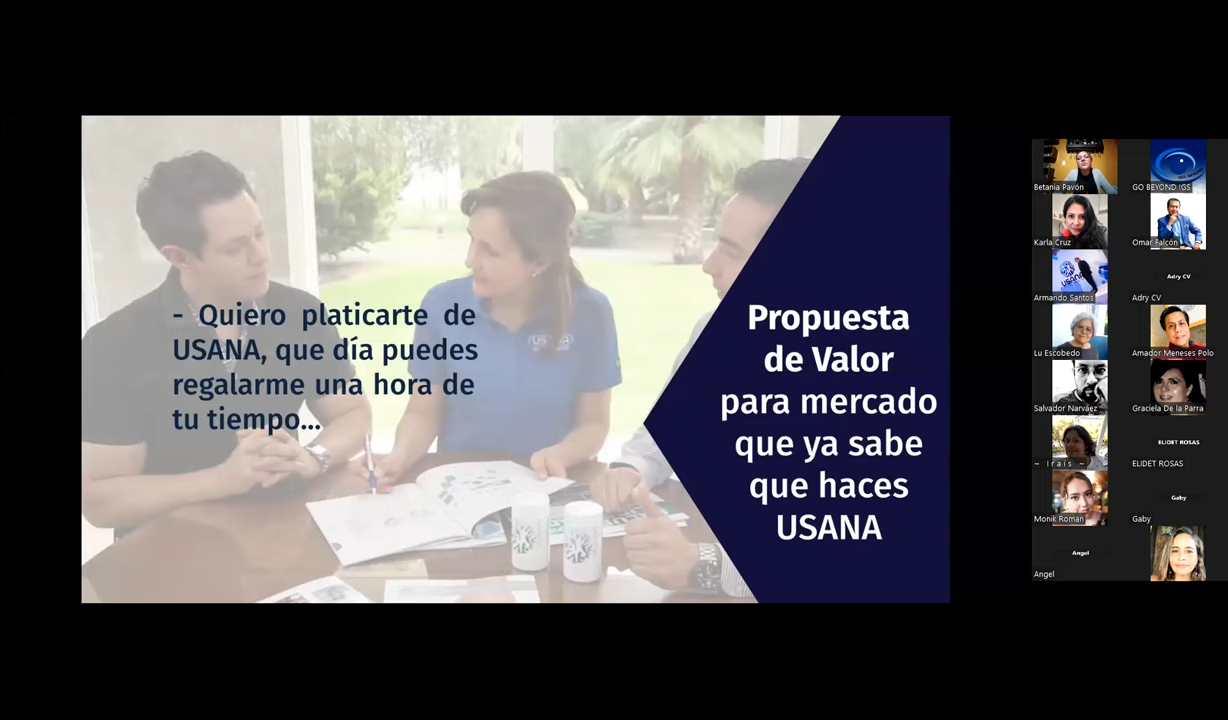 - Quiero platicarte de
USANA, que día puedes
regalarme una hora de
tu tiempo...
Propuesta
de Valor
para mercado
que ya sabe
que haces
USANA
Betania Pavón
GO BEYOND IGS
Karla Cruz
Omar Falcón
USANA
Armando Santos
Adry CV
Adry CV
Lu Escobedo
Amador Meneses Polo
Salvador Narváez
Graciela De la Parra
~ Iraís ~
ELIDET ROSAS
ELIDET ROSAS
Monik Roman
Gaby
Gaby
Angel
Angel